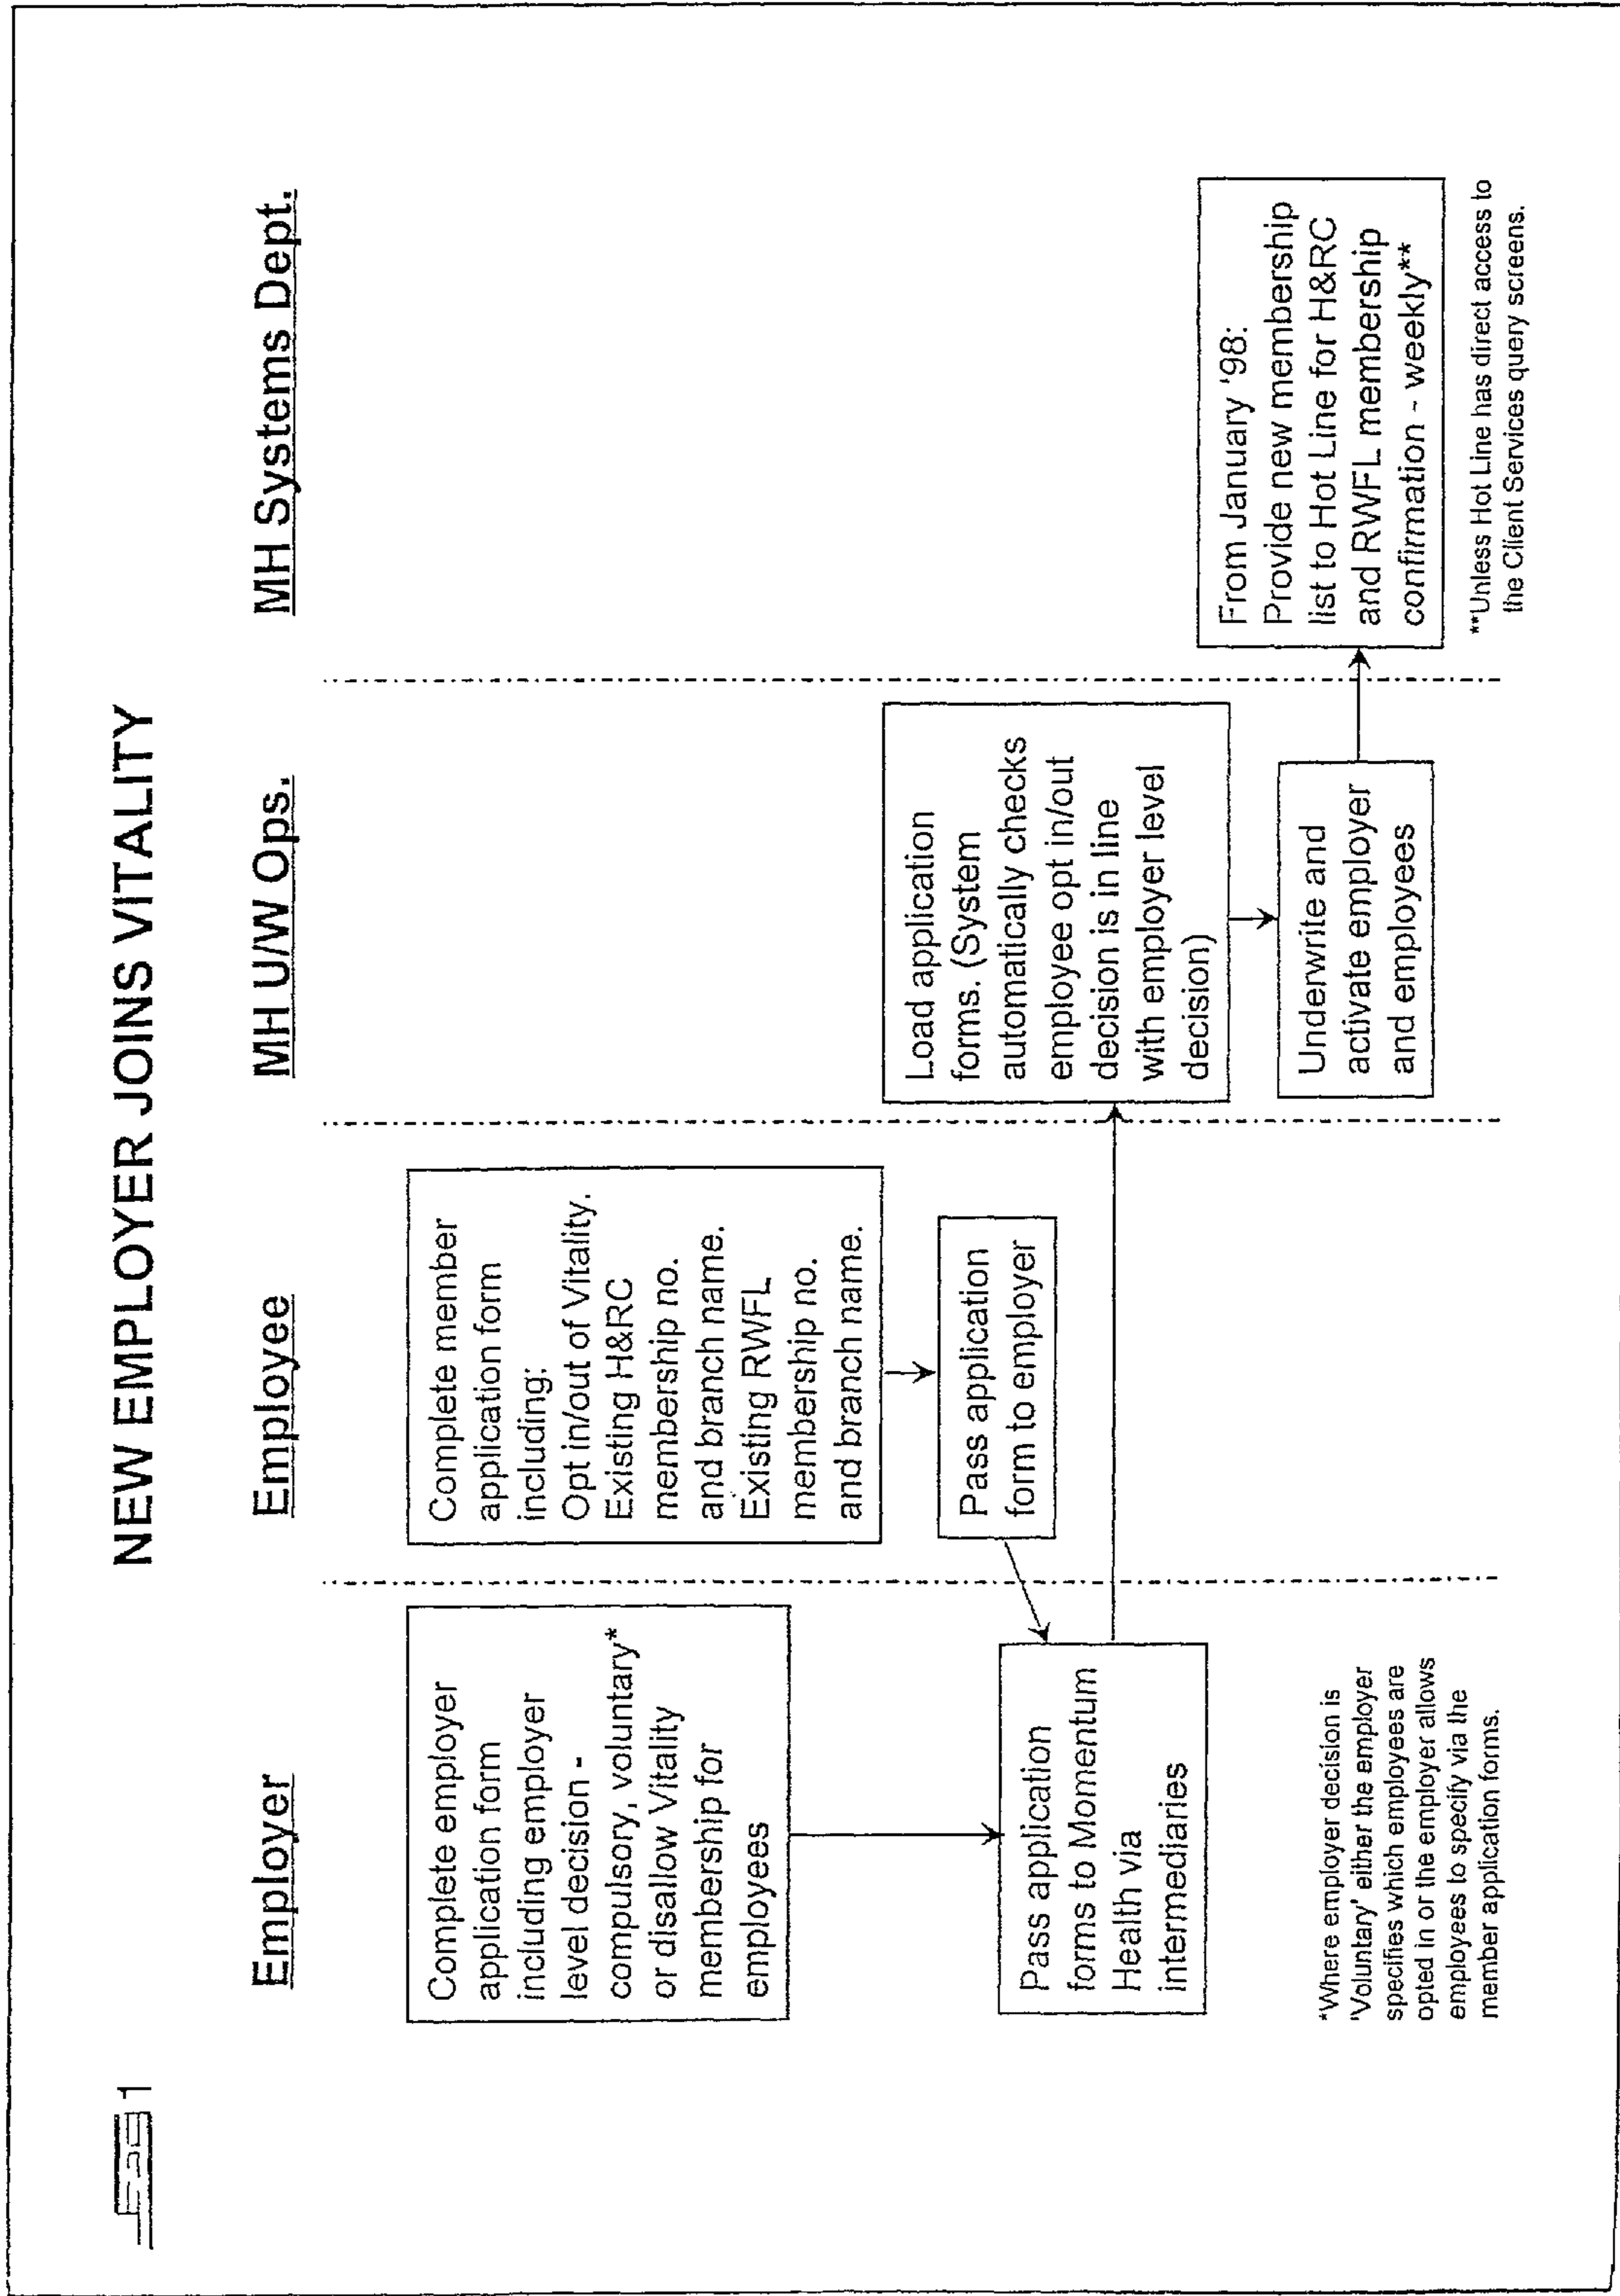 1
NEW EMPLOYER JOINS VITALITY
Employer
Employee
MH U/W Ops.
MH Systems Dept.
Complete employer
application form
including employer
level decision -
compulsory, voluntary*
or disallow Vitality
membership for
employees
Complete member
application form
including:
Opt in/out of Vitality.
Existing H&RC
membership no.
and branch name.
Existing RWFL
membership no.
and branch name.
Pass application
form to employer
Pass application
forms to Momentum
Health via
intermediaries
Load application
forms. (System
automatically checks
employee opt in/out
decision is in line
with employer level
decision)
Underwrite and
activate employer
and employees
From January '98:
Provide new membership
list to Hot Line for H&RC
and RWFL membership
confirmation - weekly**
*Where employer decision is
'Voluntary' either the employer
specifies which employees are
opted in or the employer allows
employees to specify via the
member application forms.
**Unless Hot Line has direct access to
the Client Services query screens.